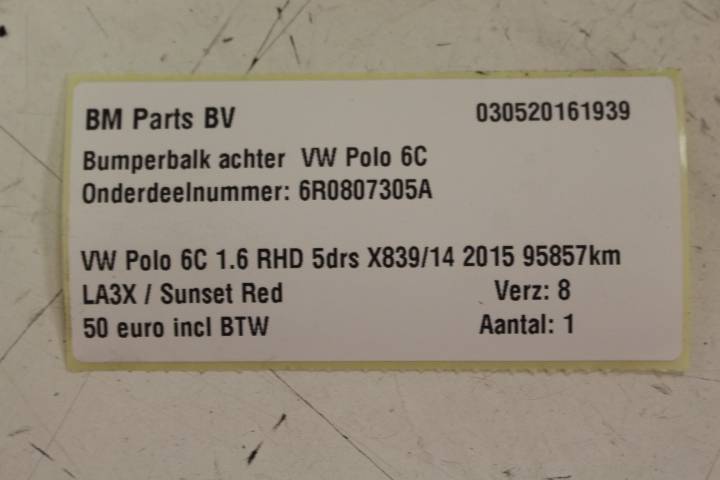 BM Parts BV 030520161939
Bumperbalk achter VW Polo 6C
Onderdeelnummer: 6R0807305A
VW Polo 6C 1.6 RHD 5drs X839/14 2015 95857km
LA3X / Sunset Red Verz: 8
50 euro incl BTW Aantal: 1